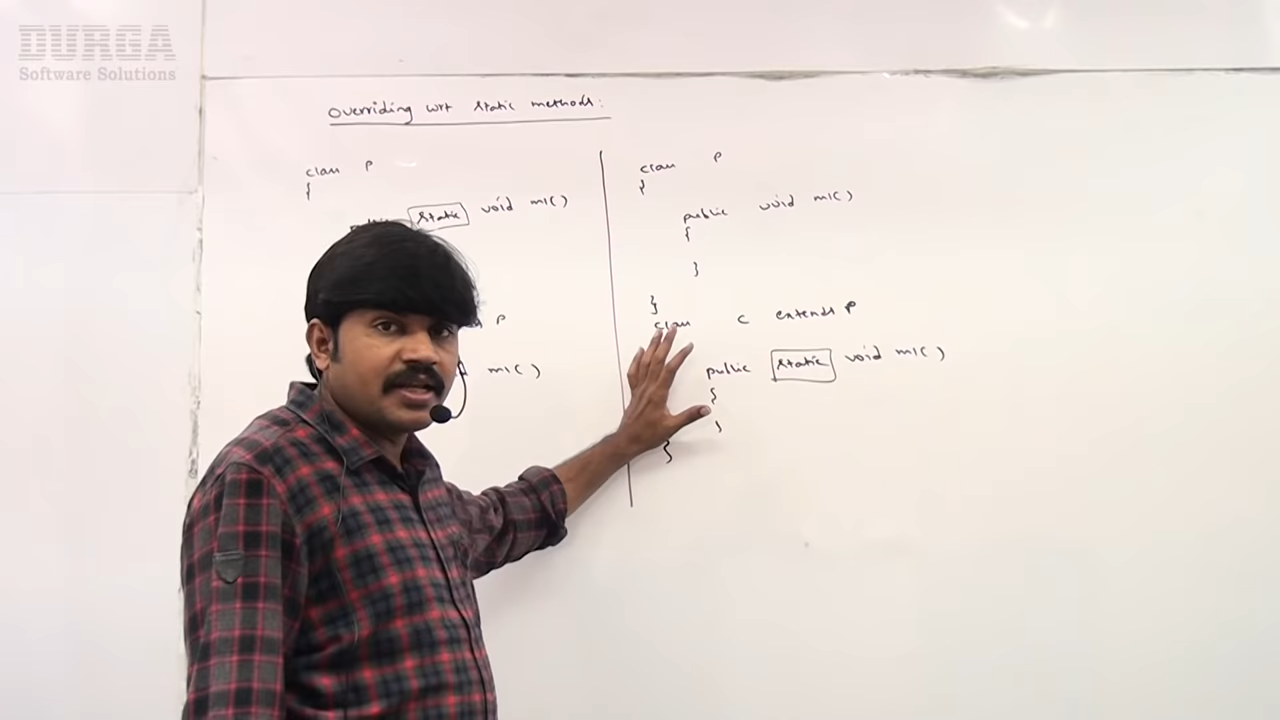 DURGA
Software Solutions
Overriding wrt static methods:
class P
{
static void m1()
P
m1()
class P
{
public void m1()
{
}
}
class C extends P
public static void m1()
{
}
}